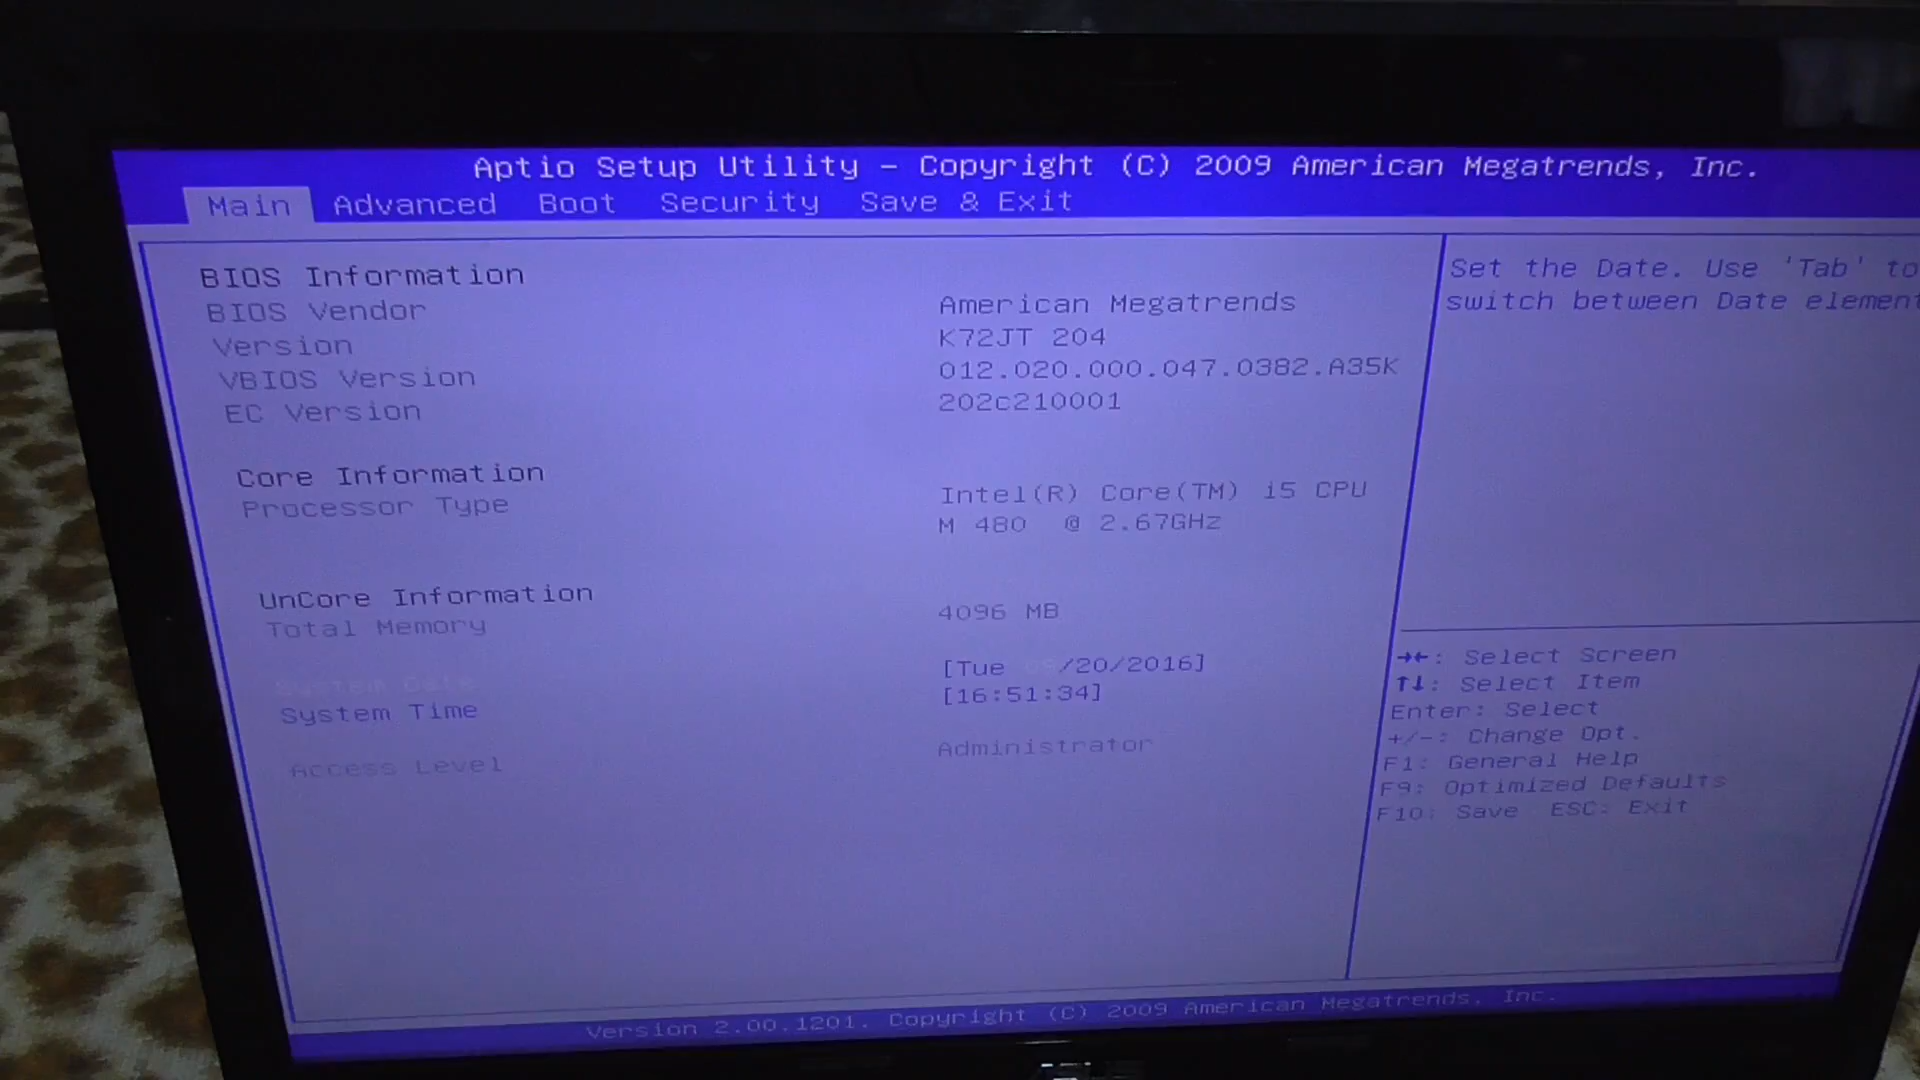 Aptio Setup Utility – Copyright (C) 2009 American Megatrends, Inc.
Main Advanced Boot Security Save & Exit
BIOS Information
BIOS Vendor American Megatrends
Version K72JT 204
VBIOS Version 012.020.000.047.0382.A35K
EC Version 202c210001
Core Information
Processor Type Intel(R) Core(TM) i5 CPU
M 480 @ 2.67GHz
UnCore Information
Total Memory 4096 MB
System Date [Tue /20/2016]
System Time [16:51:34]
Access Level Administrator
Set the Date. Use 'Tab' to
switch between Date element
→←: Select Screen
↑↓: Select Item
Enter: Select
+/-: Change Opt.
F1: General Help
F9: Optimized Defaults
F10: Save ESC: Exit
Version 2.00.1201. Copyright (C) 2009 American Megatrends, Inc.